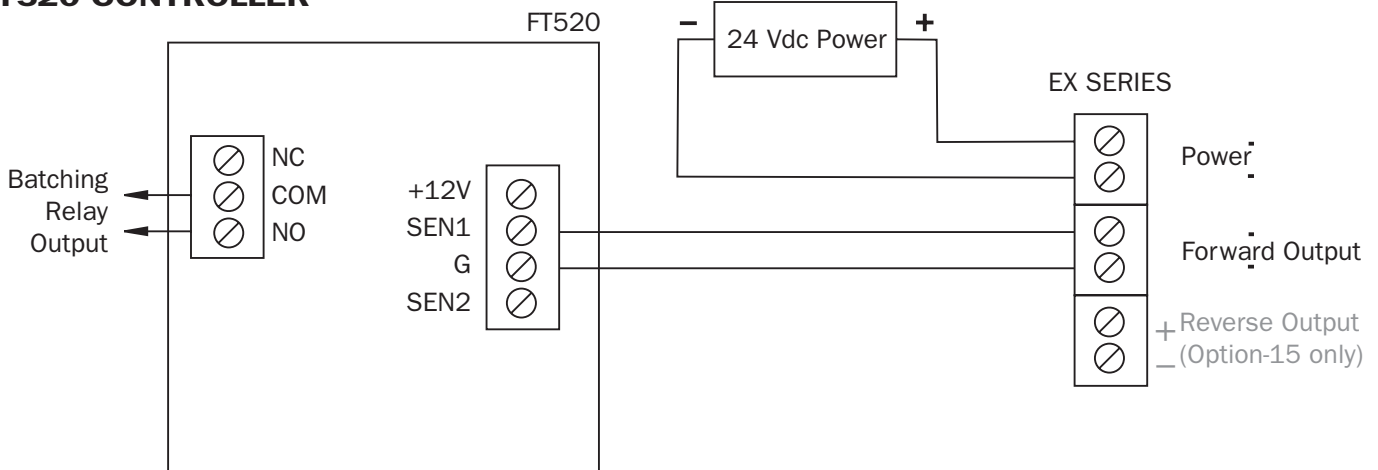 CONTROLLER
FT520
− 24 Vdc Power +
EX SERIES
Power
Forward Output
+ Reverse Output
− (Option-15 only)
Batching
Relay
Output
NC
COM
NO
+12V
SEN1
G
SEN2